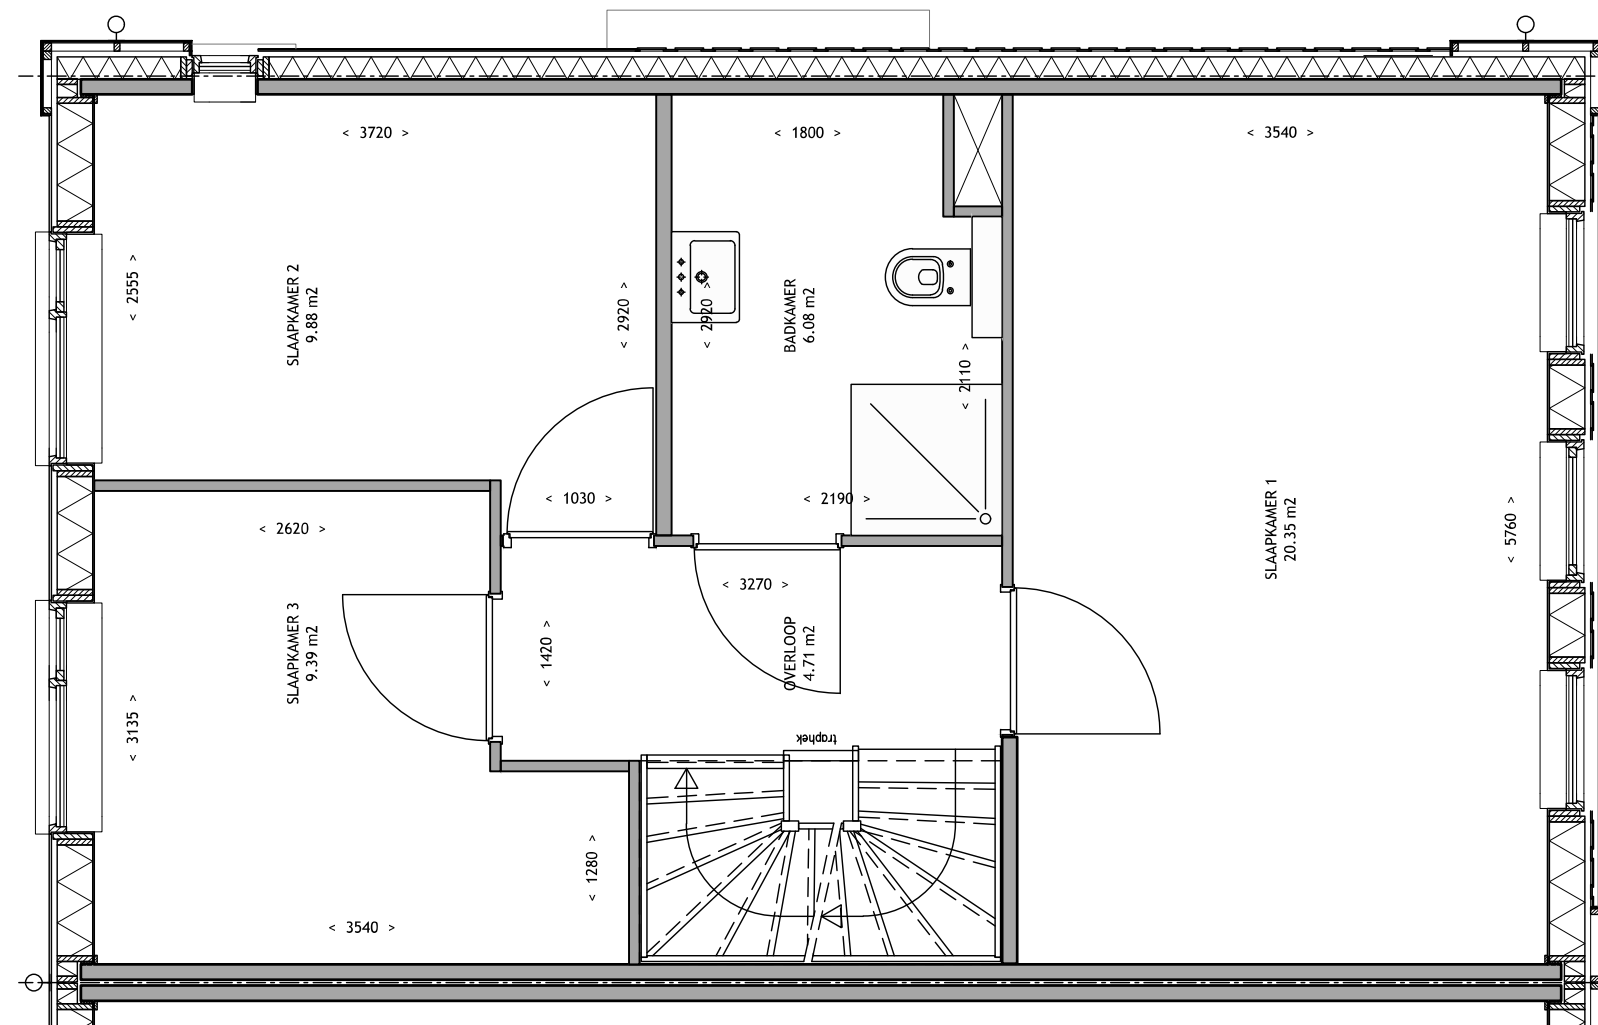 < 3720 >
< 1800 >
< 3540 >
< 2555 >
SLAAPKAMER 2
9.88 m2
< 2920 >
< 2920 >
BADKAMER
6.08 m2
< 2110 >
< 1030 >
< 2190 >
SLAAPKAMER 1
20.35 m2
< 5760 >
< 2620 >
< 3270 >
SLAAPKAMER 3
9.39 m2
< 1420 >
OVERLOOP
4.71 m2
< 3135 >
traphek
< 1280 >
< 3540 >